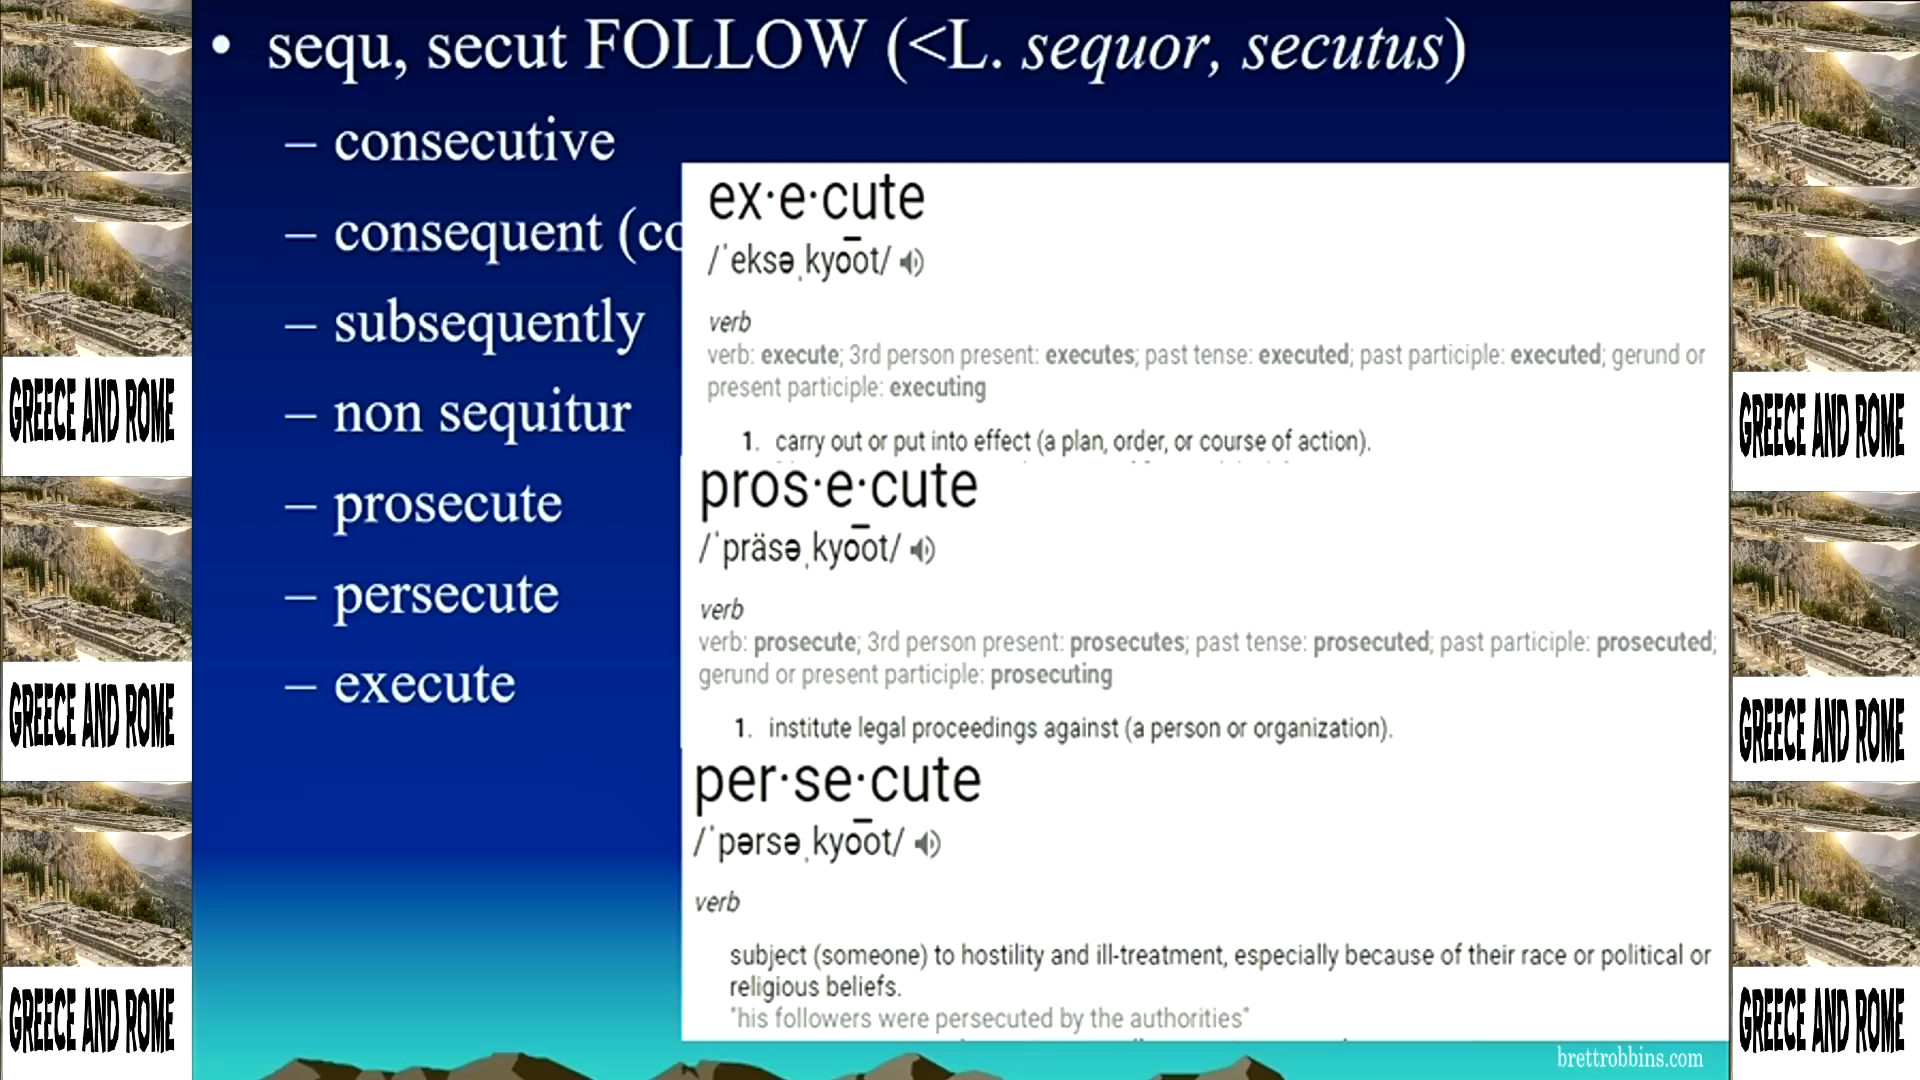 • sequ, secut FOLLOW (<L. sequor, secutus)
– consecutive
– consequent (co
– subsequently
– non sequitur
– prosecute
– persecute
– execute
ex·e·cute
/ˈeksəˌkyo͞ot/
verb
verb: execute; 3rd person present: executes; past tense: executed; past participle: executed; gerund or
present participle: executing
1. carry out or put into effect (a plan, order, or course of action).
pros·e·cute
/ˈpräsəˌkyo͞ot/
verb
verb: prosecute; 3rd person present: prosecutes; past tense: prosecuted; past participle: prosecuted;
gerund or present participle: prosecuting
1. institute legal proceedings against (a person or organization).
per·se·cute
/ˈpərsəˌkyo͞ot/
verb
subject (someone) to hostility and ill-treatment, especially because of their race or political or
religious beliefs.
"his followers were persecuted by the authorities"
brettrobbins.com
GREECE AND ROME
GREECE AND ROME
GREECE AND ROME
GREECE AND ROME
GREECE AND ROME
GREECE AND ROME